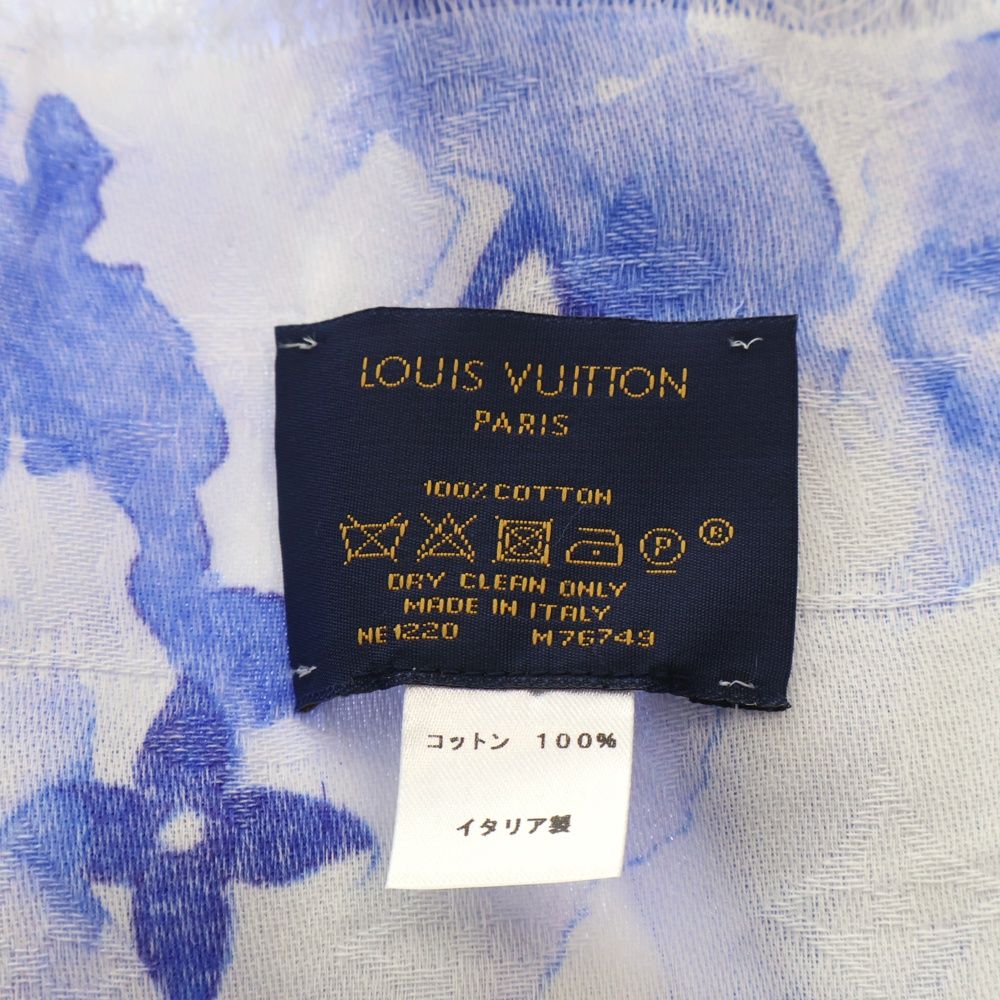 LOUIS VUITTON
PARIS
100% COTTON
P ®
DRY CLEAN ONLY
MADE IN ITALY
NE1220 M76749
コットン 100%
イタリア製